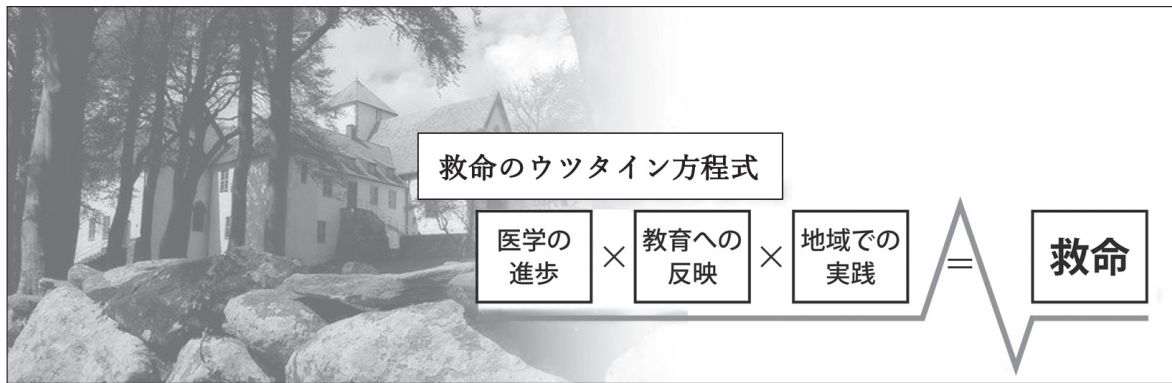 救命のウツタイン方程式
医学の
進歩
×
教育への
反映
×
地域での
実践
=
救命